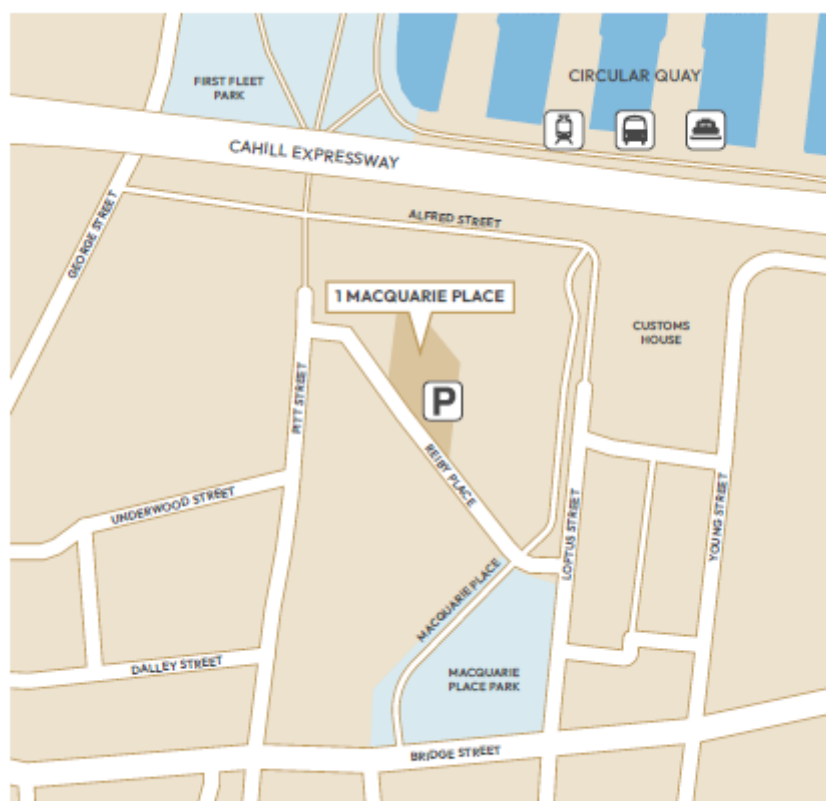 CIRCULAR QUAY
FIRST FLEET
PARK
CAHILL EXPRESSWAY
GEORGE STREET
ALFRED STREET
1 MACQUARIE PLACE
CUSTOMS
HOUSE
PITT STREET
P
REIBY PLACE
UNDERWOOD STREET
LOFTUS STREET
YOUNG STREET
MACQUARIE PLACE
DALLEY STREET
MACQUARIE
PLACE PARK
BRIDGE STREET